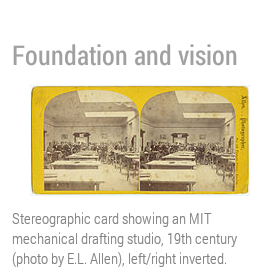 Foundation and vision
Stereographic card showing an MIT
mechanical drafting studio, 19th century
(photo by E.L. Allen), left/right inverted.